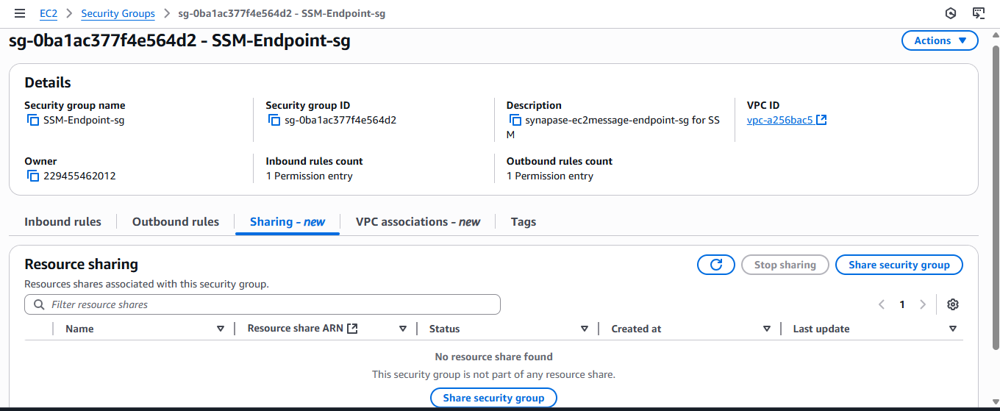 EC2 > Security Groups > sg-0ba1ac377f4e564d2 - SSM-Endpoint-sg
sg-0ba1ac377f4e564d2 - SSM-Endpoint-sg
Actions
Details
Security group name
SSM-Endpoint-sg
Security group ID
sg-0ba1ac377f4e564d2
Description
synapase-ec2message-endpoint-sg for SS
M
VPC ID
vpc-a256bac5
Owner
229455462012
Inbound rules count
1 Permission entry
Outbound rules count
1 Permission entry
Inbound rules Outbound rules Sharing - new VPC associations - new Tags
Resource sharing
Stop sharing
Share security group
Resources shares associated with this security group.
Filter resource shares
1
Name Resource share ARN Status Created at Last update
No resource share found
This security group is not part of any resource share.
Share security group